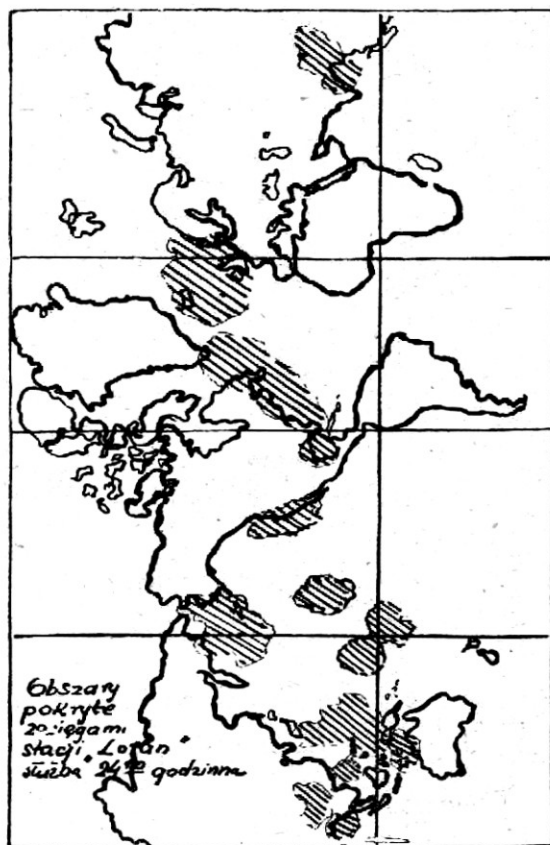 Obszary
pokryte
zasięgami
stacji „Loran"
służba 24ro godzinna